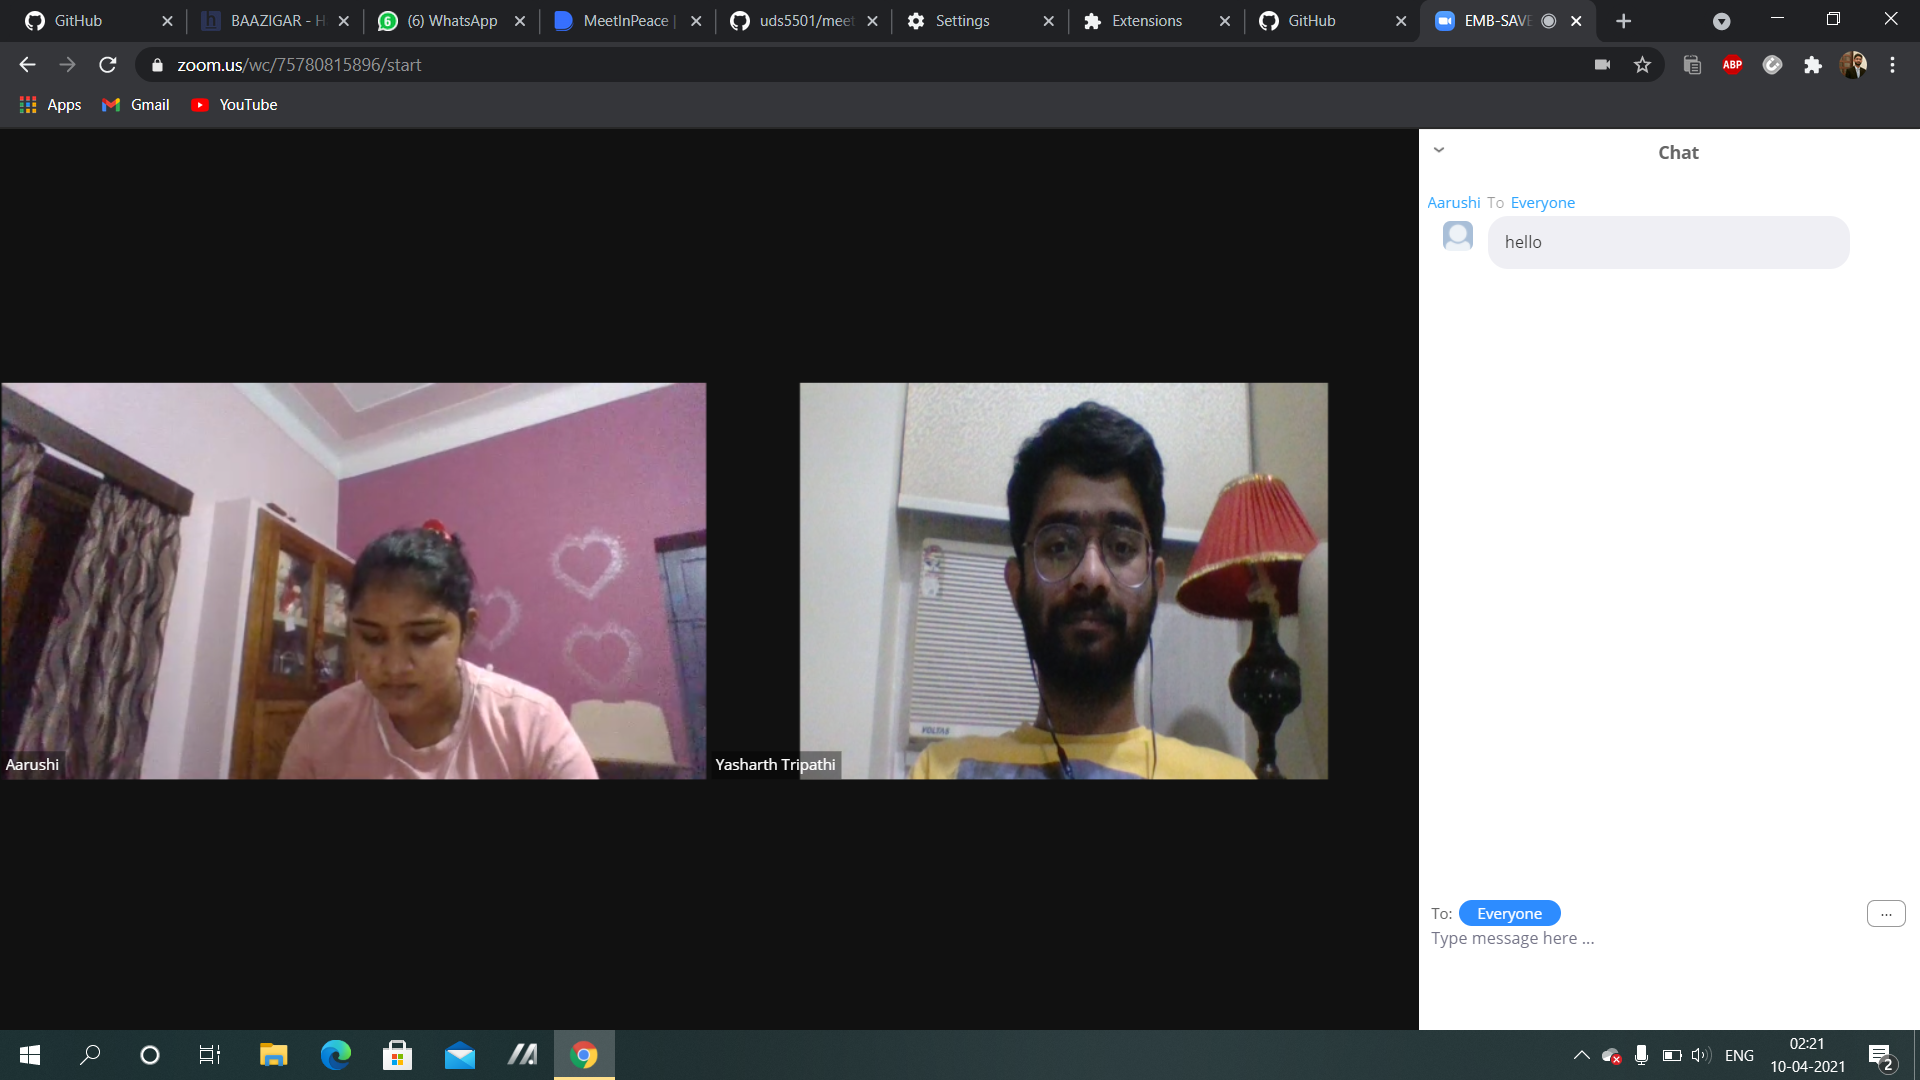 GitHub
BAAZIGAR - H
(6) WhatsApp
MeetInPeace |
uds5501/meet
Settings
Extensions
GitHub
EMB-SAVE
zoom.us/wc/75780815896/start
ABP
Apps
Gmail
YouTube
Chat
Aarushi To Everyone
hello
VOLTAS
Aarushi
Yasharth Tripathi
To: Everyone
...
Type message here ...
ENG
02:21
10-04-2021
2